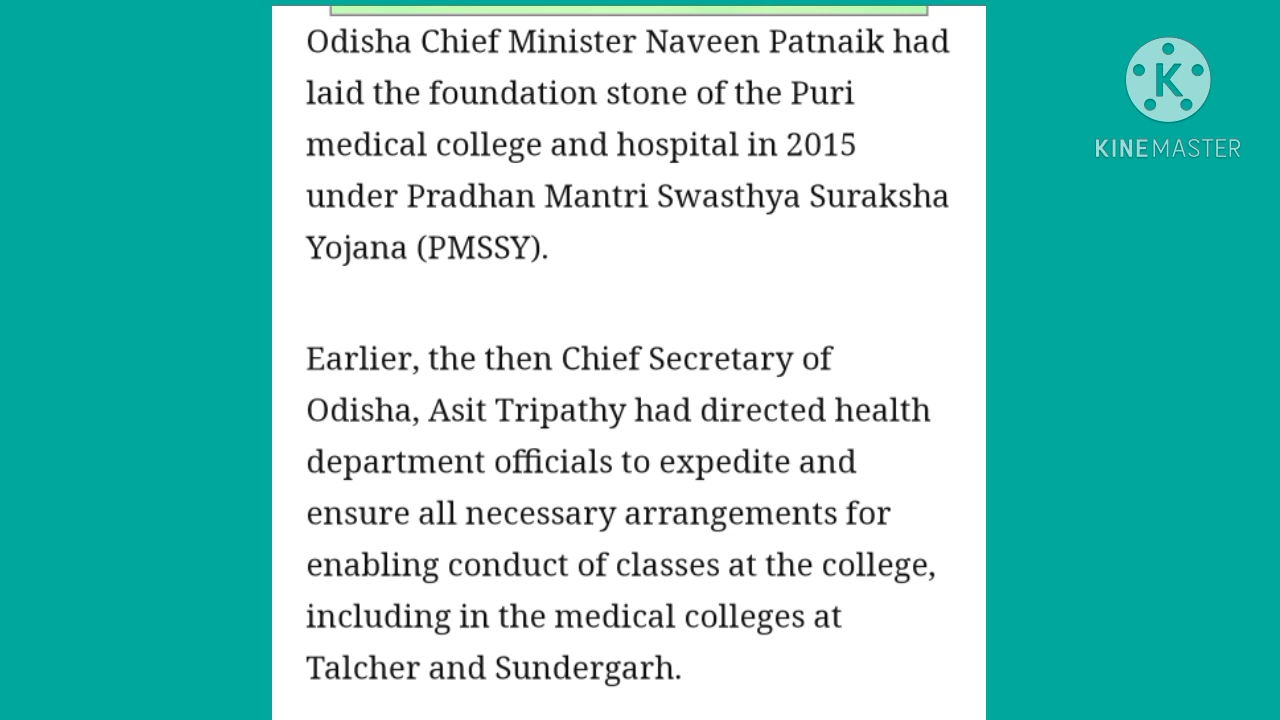 Odisha Chief Minister Naveen Patnaik had
laid the foundation stone of the Puri
medical college and hospital in 2015
under Pradhan Mantri Swasthya Suraksha
Yojana (PMSSY).
Earlier, the then Chief Secretary of
Odisha, Asit Tripathy had directed health
department officials to expedite and
ensure all necessary arrangements for
enabling conduct of classes at the college,
including in the medical colleges at
Talcher and Sundergarh.
K
KINEMASTER